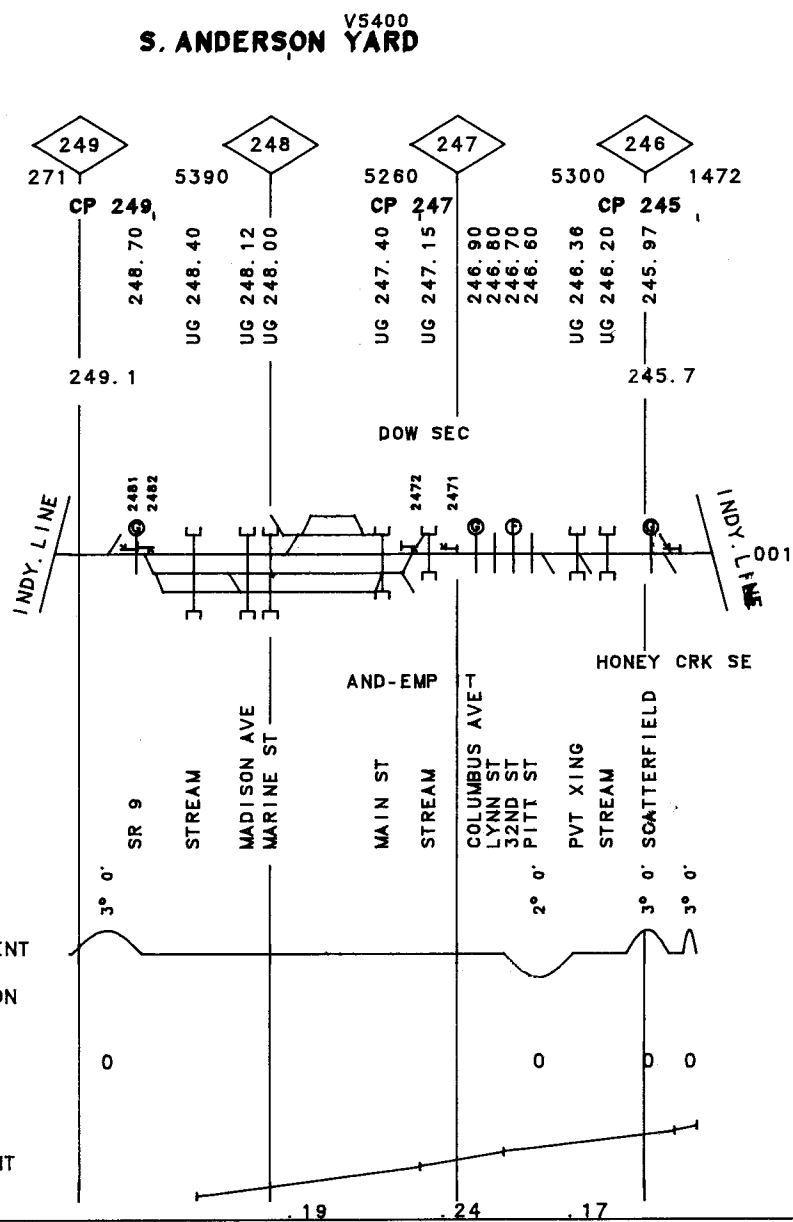 V5400
S. ANDERSON YARD
249 248 247 246
271 5390 5260 5300 1472
CP 249 CP 247 CP 245
248.70
UG 248.40
UG 248.12
UG 248.00
UG 247.40
UG 247.15
246.90
246.80
246.70
246.60
UG 246.36
UG 246.20
245.97
249.1 245.7
DOW SEC
INDY. LINE
2481
2482
2472
2471
G G F G
INDY. LINE
001
HONEY CRK SE
AND-EMP IT
SR 9
STREAM
MADISON AVE
MARINE ST
MAIN ST
STREAM
COLUMBUS AVE
LYNN ST
32ND ST
PITT ST
PVT XING
STREAM
SCATTERFIELD
3° 0' 2° 0' 3° 0' 3° 0'
ENT
ON
0 0 0 0
NT
.19 .24 .17